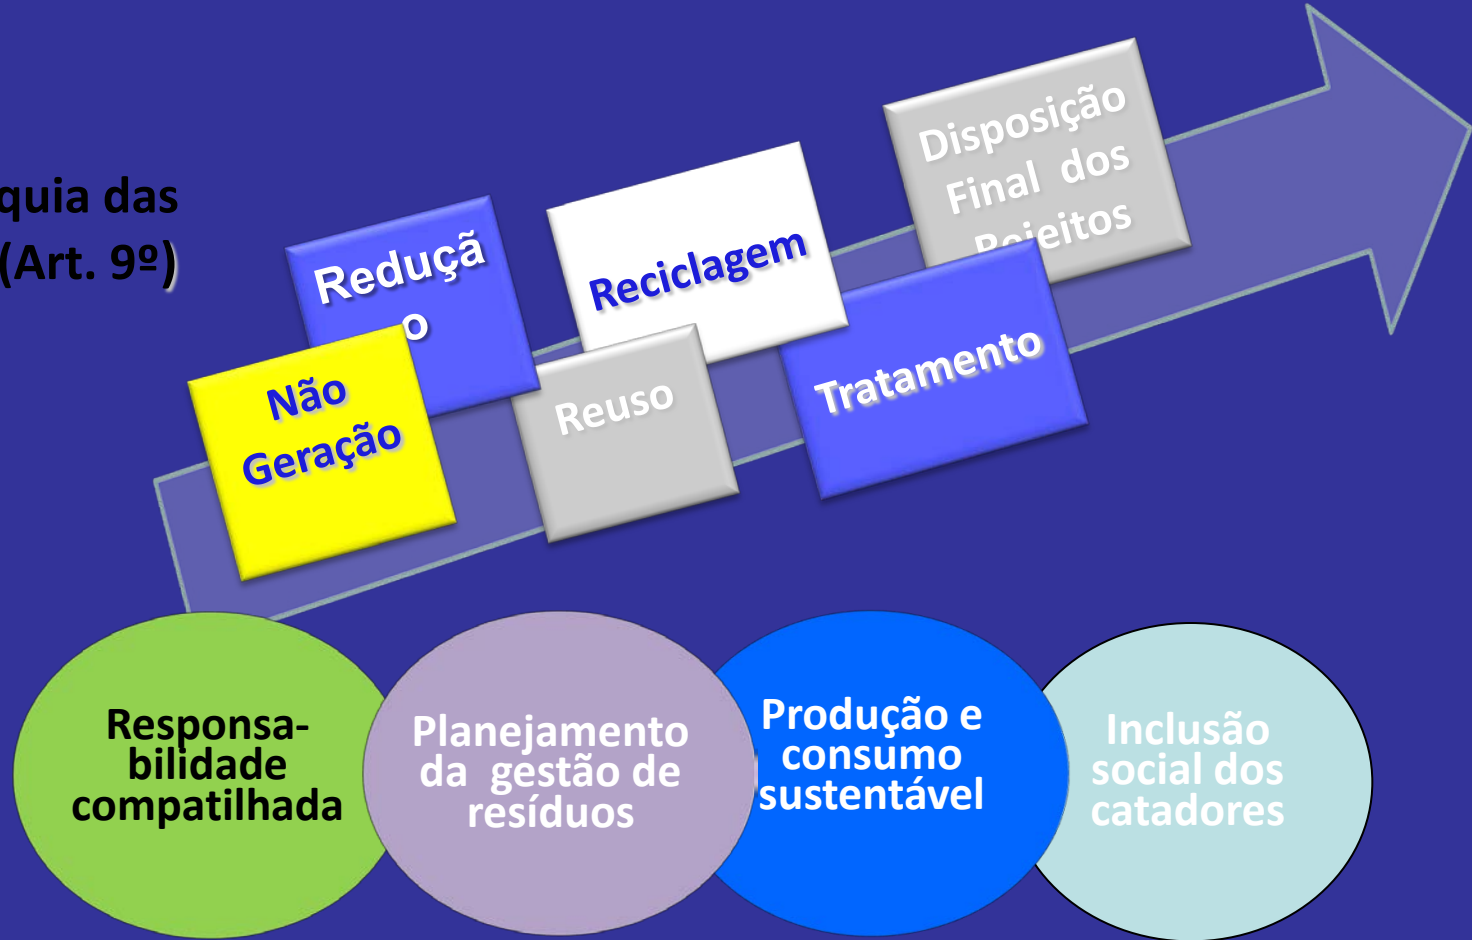 quia das
(Art. 9º)
Não
Geração
Reduçã
o
Reuso
Reciclagem
Tratamento
Disposição
Final dos
Rejeitos
Responsa-
bilidade
compatilhada
Planejamento
da gestão de
resíduos
Produção e
consumo
sustentável
Inclusão
social dos
catadores